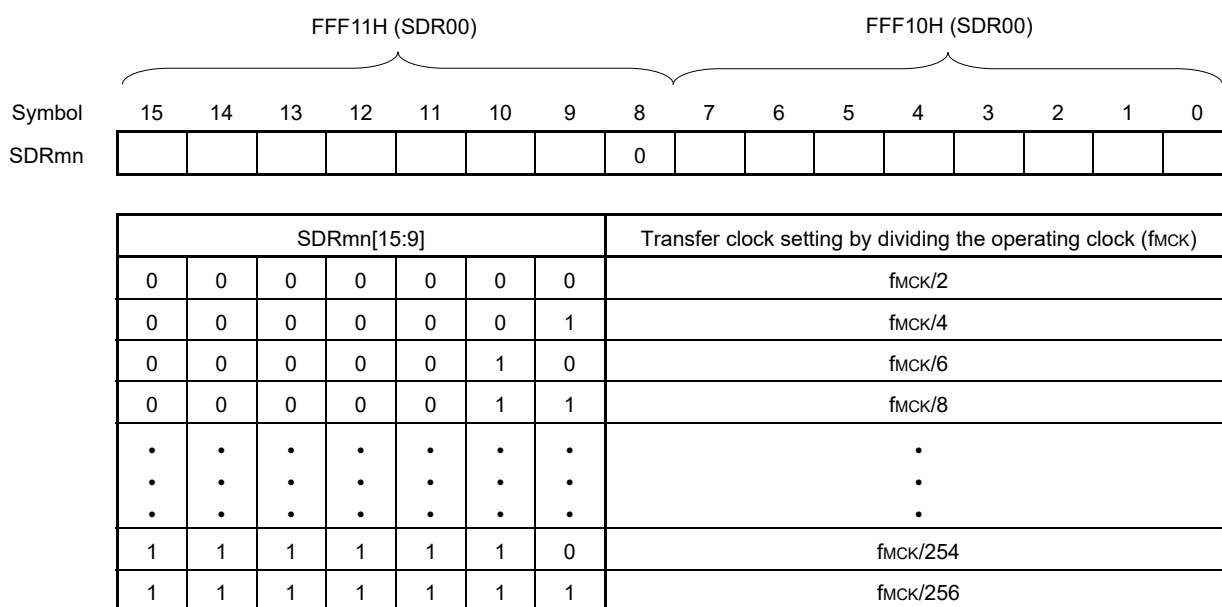 FFF11H (SDR00) FFF10H (SDR00)
Symbol 15 14 13 12 11 10 9 8 7 6 5 4 3 2 1 0
SDRmn 0
SDRmn[15:9] Transfer clock setting by dividing the operating clock (fMCK)
0 0 0 0 0 0 0 fMCK/2
0 0 0 0 0 0 1 fMCK/4
0 0 0 0 0 1 0 fMCK/6
0 0 0 0 0 1 1 fMCK/8
• • • • • • • •
• • • • • • • •
• • • • • • • •
1 1 1 1 1 1 0 fMCK/254
1 1 1 1 1 1 1 fMCK/256